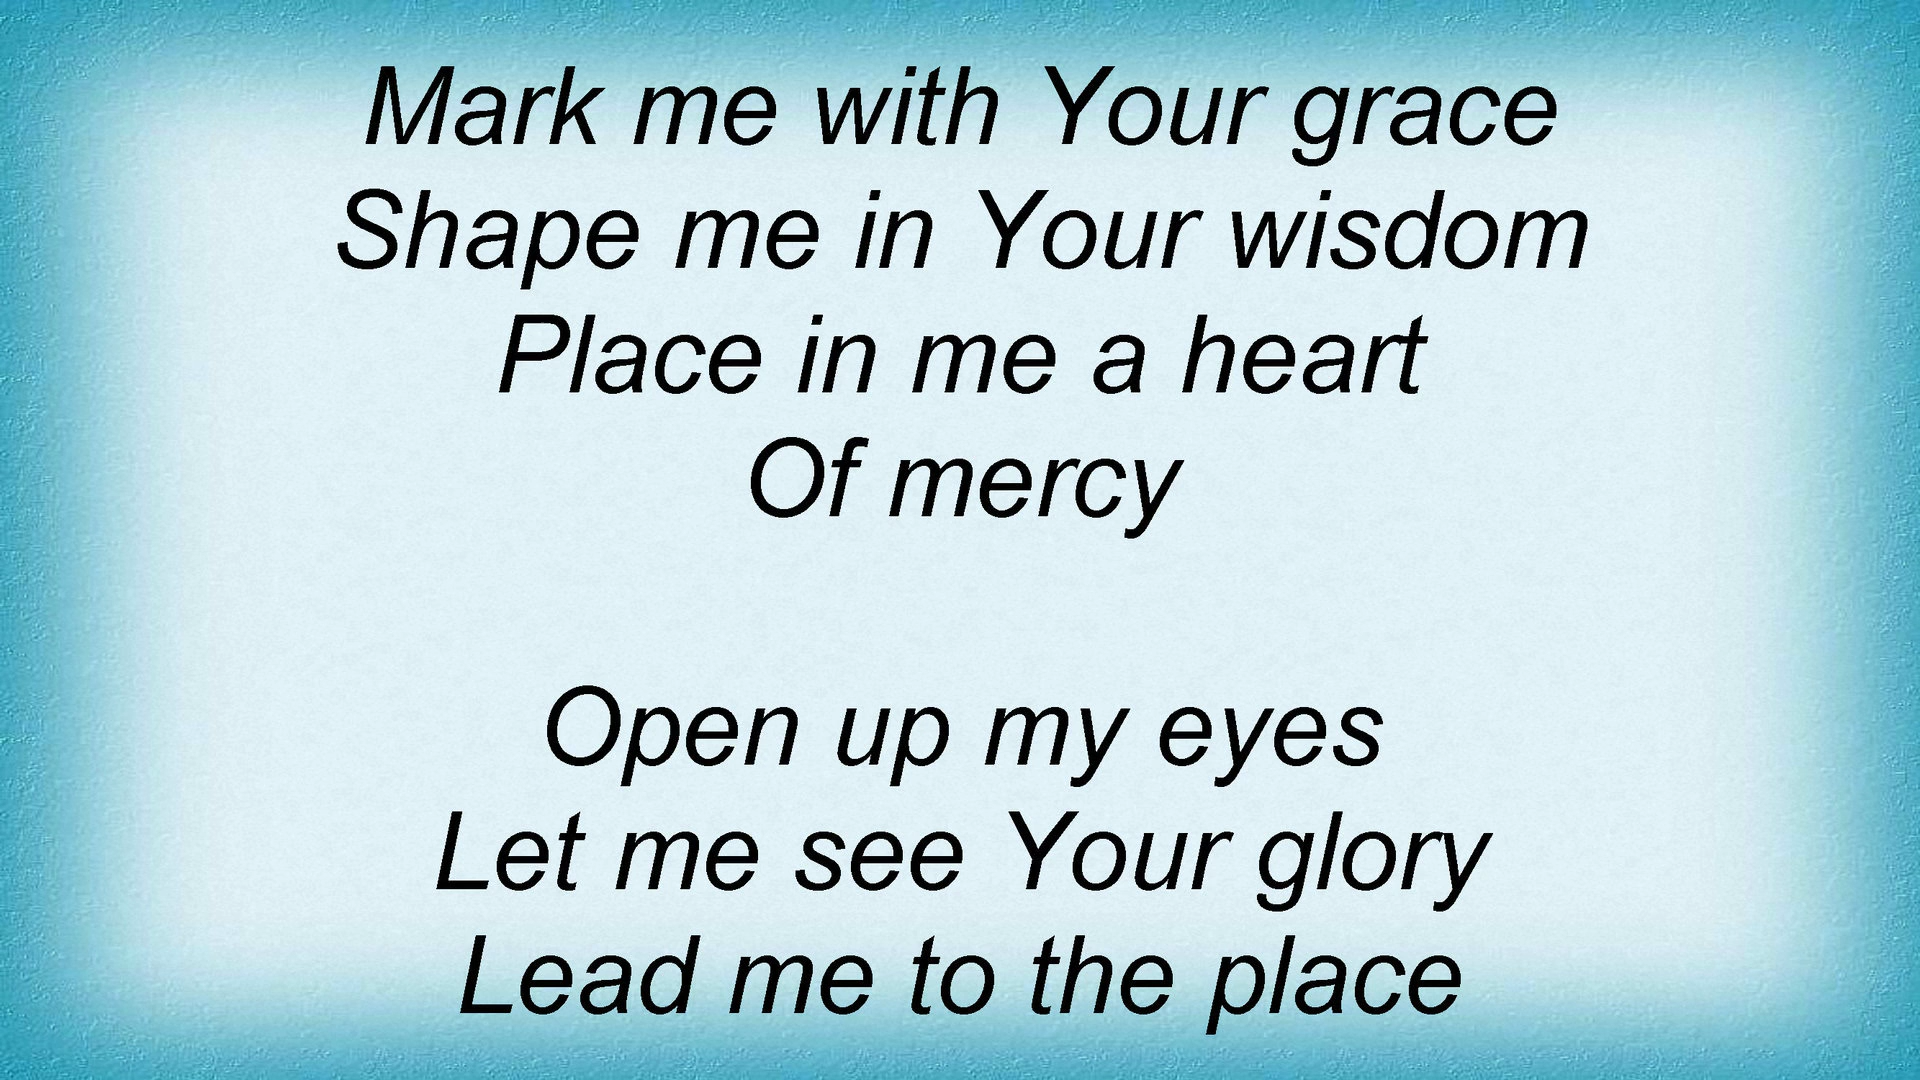 Mark me with Your grace
Shape me in Your wisdom
Place in me a heart
Of mercy
Open up my eyes
Let me see Your glory
Lead me to the place